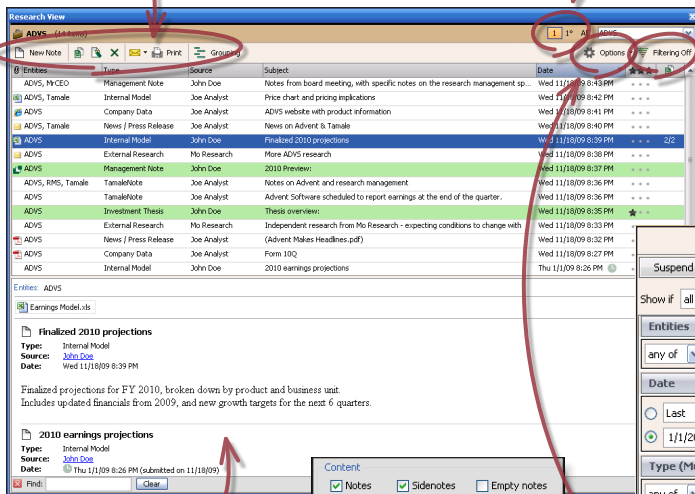 Research View
ADVS (14 items) 1 1° All ADVS
New Note Print Grouping Options Filtering Off
Entities Type Source Subject Date
ADVS, MrCEO Management Note John Doe Notes from board meeting, with specific notes on the research management sp... Wed 11/18/09 8:43 PM
ADVS, Tamale Internal Model Joe Analyst Price chart and pricing implications Wed 11/18/09 8:42 PM
ADVS Company Data Joe Analyst ADVS website with product information Wed 11/18/09 8:41 PM
ADVS, Tamale News / Press Release Joe Analyst News on Advent & Tamale Wed 11/18/09 8:40 PM
ADVS Internal Model John Doe Finalized 2010 projections Wed 11/18/09 8:39 PM 2/2
ADVS External Research Mo Research More ADVS research Wed 11/18/09 8:38 PM
ADVS Management Note John Doe 2010 Preview: Wed 11/18/09 8:37 PM
ADVS, RMS, Tamale TamaleNote Joe Analyst Notes on Advent and research management Wed 11/18/09 8:36 PM
ADVS TamaleNote Joe Analyst Advent Software scheduled to report earnings at the end of the quarter. Wed 11/18/09 8:36 PM
ADVS Investment Thesis John Doe Thesis overview: Wed 11/18/09 8:35 PM
ADVS External Research Mo Research Independent research from Mo Research - expecting conditions to change with Wed 11/18/09 8:33 PM
ADVS News / Press Release Joe Analyst (Advent Makes Headlines.pdf) Wed 11/18/09 8:32 PM
ADVS Company Data Joe Analyst Form 10Q Wed 11/18/09 8:27 PM
ADVS Internal Model John Doe 2010 earnings projections Thu 1/1/09 8:26 PM
Entities: ADVS
Earnings Model.xls
Finalized 2010 projections
Type: Internal Model
Source: John Doe
Date: Wed 11/18/09 8:39 PM
Finalized projections for FY 2010, broken down by product and business unit.
Includes updated financials from 2009, and new growth targets for the next 6 quarters.
2010 earnings projections
Type: Internal Model
Source: John Doe
Date: Thu 1/1/09 8:26 PM (submitted on 11/18/09)
Find: Clear
Content
Notes Sidenotes Empty notes
Suspend
Show if all
Entities
any of
Date
Last
1/1/20
Type (M
any of